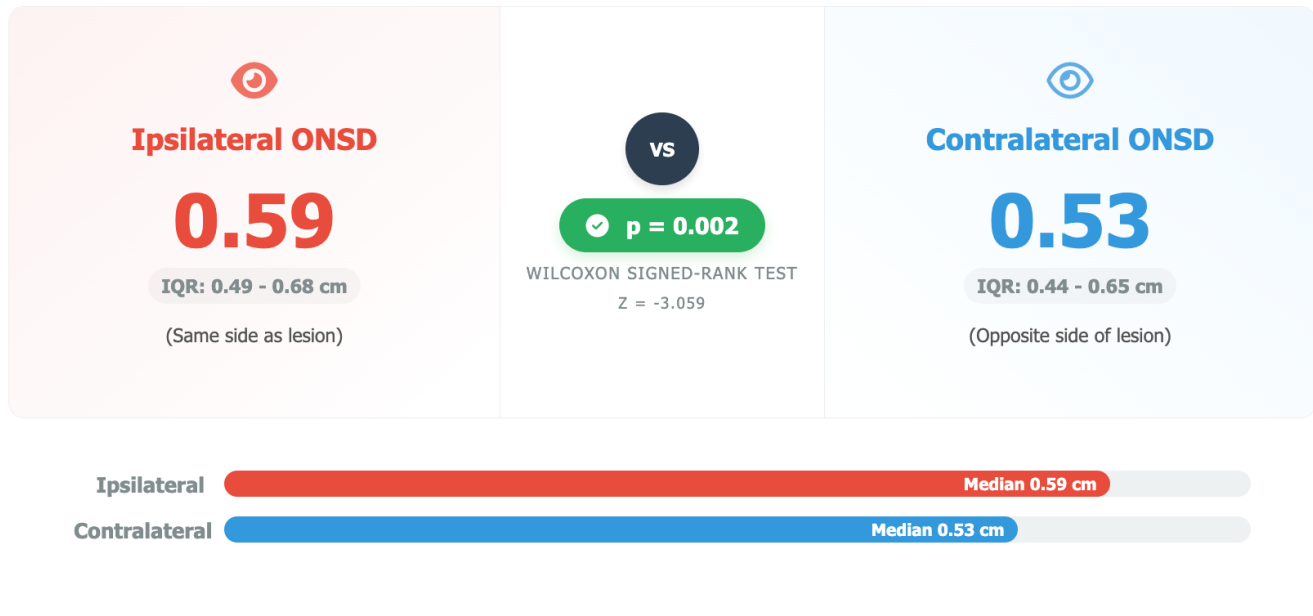 Ipsilateral ONSD
0.59
IQR: 0.49 - 0.68 cm
(Same side as lesion)
VS
p = 0.002
WILCOXON SIGNED-RANK TEST
Z = -3.059
Contralateral ONSD
0.53
IQR: 0.44 - 0.65 cm
(Opposite side of lesion)
Ipsilateral Median 0.59 cm
Contralateral Median 0.53 cm